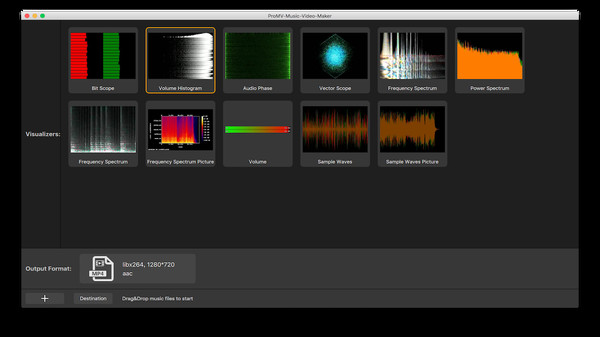 ProMV-Music-Video-Maker
Bit Scope
Volume Histogram
Audio Phase
Vector Scope
Frequency Spectrum
Power Spectrum
Visualizers:
Frequency Spectrum
Frequency Spectrum Picture
Volume
Sample Waves
Sample Waves Picture
Output Format:
MP4
libx264, 1280*720
aac
+
Destination
Drag&Drop music files to start